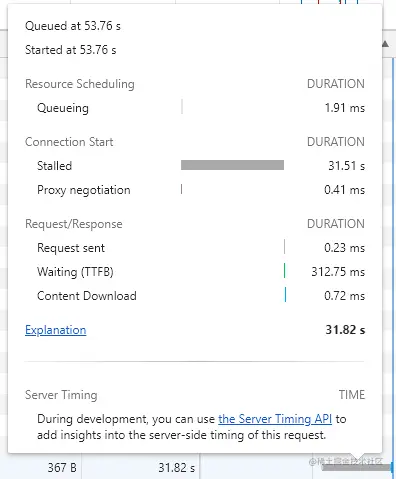 Queued at 53.76 s
Started at 53.76 s
Resource Scheduling DURATION
Queueing 1.91 ms
Connection Start DURATION
Stalled 31.51 s
Proxy negotiation 0.41 ms
Request/Response DURATION
Request sent 0.23 ms
Waiting (TTFB) 312.75 ms
Content Download 0.72 ms
Explanation 31.82 s
Server Timing TIME
During development, you can use the Server Timing API to
add insights into the server-side timing of this request.
367 B 31.82 s
@稀土掘金技术社区